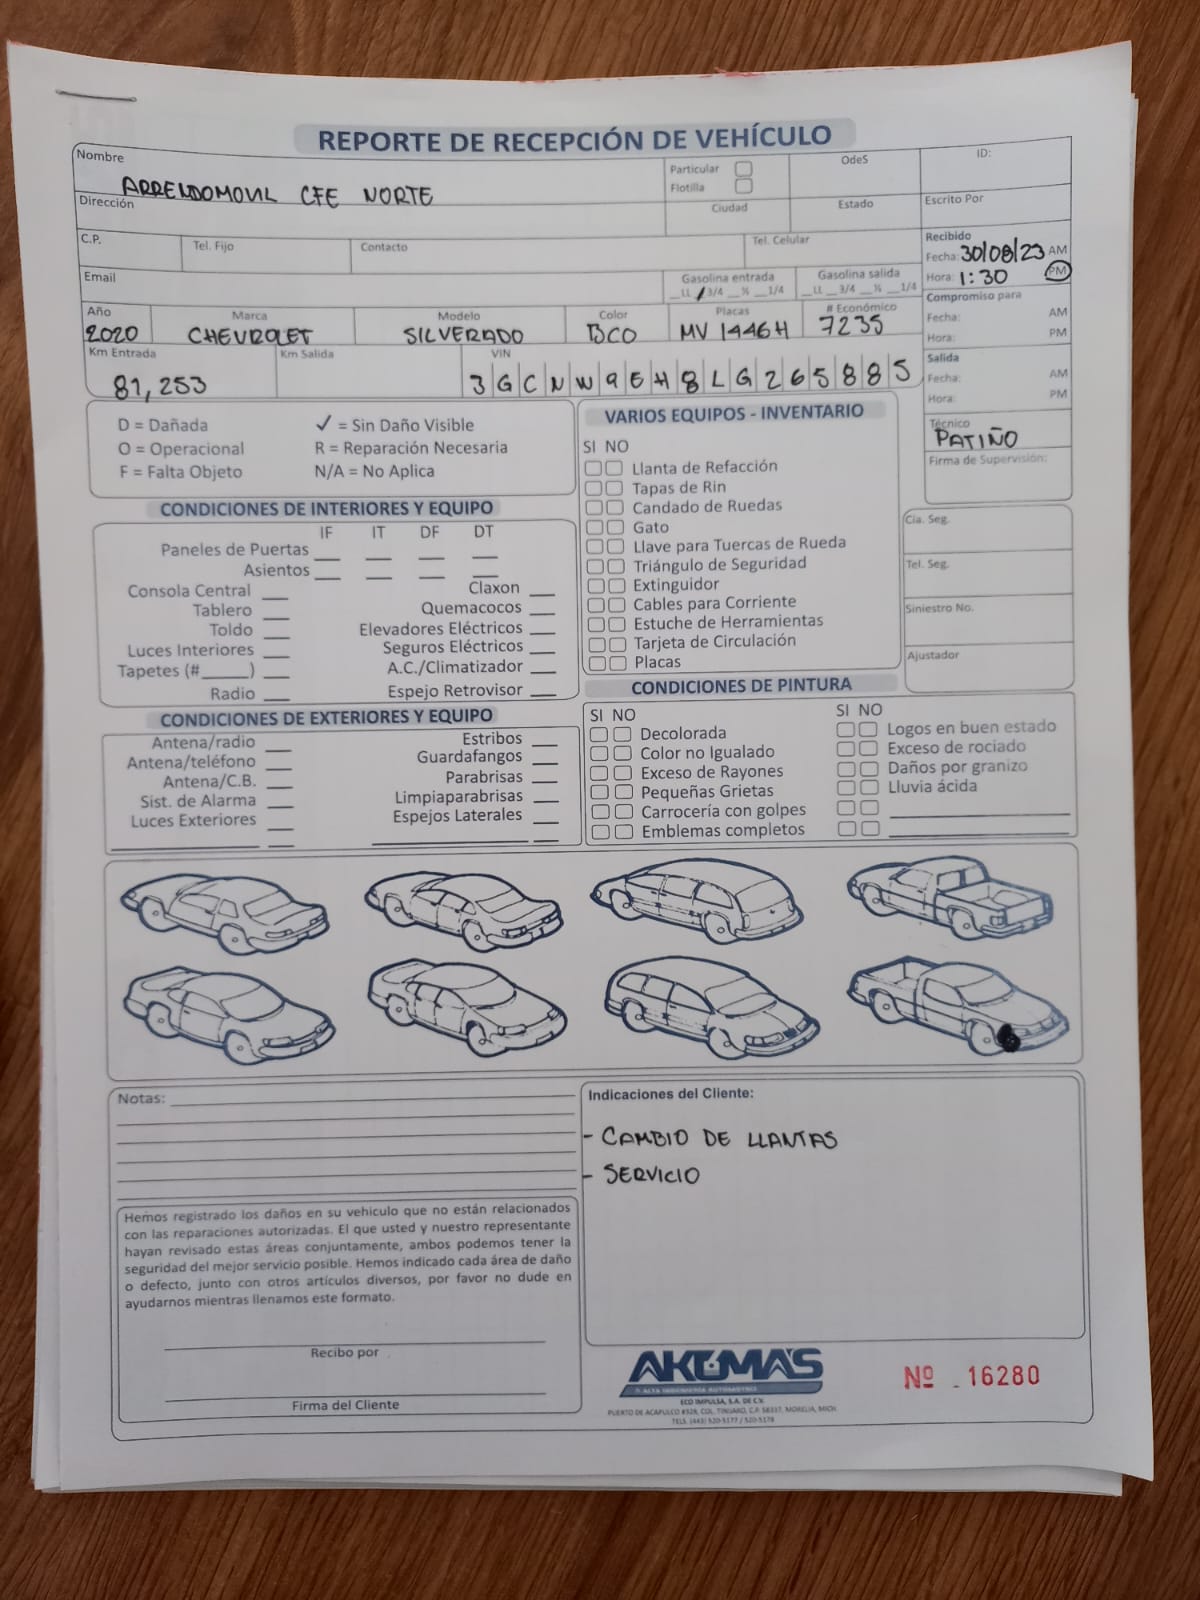 REPORTE DE RECEPCIÓN DE VEHÍCULO
Nombre
ARRENDOMOVIL CFE NORTE
Particular
Flotilla
OdeS
ID:
Dirección
Ciudad
Estado
Escrito Por
C.P.
Tel. Fijo
Contacto
Tel. Celular
Recibido
Fecha: 30/08/23 AM
Hora: 1:30 PM
Email
Gasolina entrada
__LL __3/4 __½ __1/4
Gasolina salida
__LL __3/4 __½ __1/4
Compromiso para
Fecha: AM
Hora: PM
Año
2020
Marca
CHEVROLET
Modelo
SILVERADO
Color
BCO
Placas
MV 1446H
# Económico
7235
Km Entrada
81,253
Km Salida
VIN
3GCNW9EH8LG265885
Salida
Fecha: AM
Hora: PM
Técnico
PATIÑO
Firma de Supervisión:
D = Dañada
✓ = Sin Daño Visible
O = Operacional
R = Reparación Necesaria
F = Falta Objeto
N/A = No Aplica
CONDICIONES DE INTERIORES Y EQUIPO
IF IT DF DT
Paneles de Puertas
Asientos
Consola Central
Claxon
Tablero
Quemacocos
Toldo
Elevadores Eléctricos
Luces Interiores
Seguros Eléctricos
Tapetes (#______)
A.C./Climatizador
Radio
Espejo Retrovisor
VARIOS EQUIPOS - INVENTARIO
SI NO
Llanta de Refacción
Tapas de Rin
Candado de Ruedas
Gato
Llave para Tuercas de Rueda
Triángulo de Seguridad
Extinguidor
Cables para Corriente
Estuche de Herramientas
Tarjeta de Circulación
Placas
Cía. Seg.
Tel. Seg.
Siniestro No.
Ajustador
CONDICIONES DE EXTERIORES Y EQUIPO
Antena/radio
Estribos
Antena/teléfono
Guardafangos
Antena/C.B.
Parabrisas
Sist. de Alarma
Limpiaparabrisas
Luces Exteriores
Espejos Laterales
CONDICIONES DE PINTURA
SI NO
Decolorada
Color no Igualado
Exceso de Rayones
Pequeñas Grietas
Carrocería con golpes
Emblemas completos
SI NO
Logos en buen estado
Exceso de rociado
Daños por granizo
Lluvia ácida
Notas:
Indicaciones del Cliente:
- CAMBIO DE LLANTAS
- SERVICIO
Hemos registrado los daños en su vehiculo que no están relacionados
con las reparaciones autorizadas. El que usted y nuestro representante
hayan revisado estas áreas conjuntamente, ambos podemos tener la
seguridad del mejor servicio posible. Hemos indicado cada área de daño
o defecto, junto con otros artículos diversos, por favor no dude en
ayudarnos mientras llenamos este formato.
Recibo por
Firma del Cliente
AKTMA'S
ALTA INGENIERÍA AUTOMOTRIZ
ECO IMPULSA, S.A. DE C.V.
PUERTO DE ACAPULCO #328, COL. TINIJARO, C.P. 58337, MORELIA, MICH.
TELS. (443) 520-5177 / 520-5178
Nº 16280